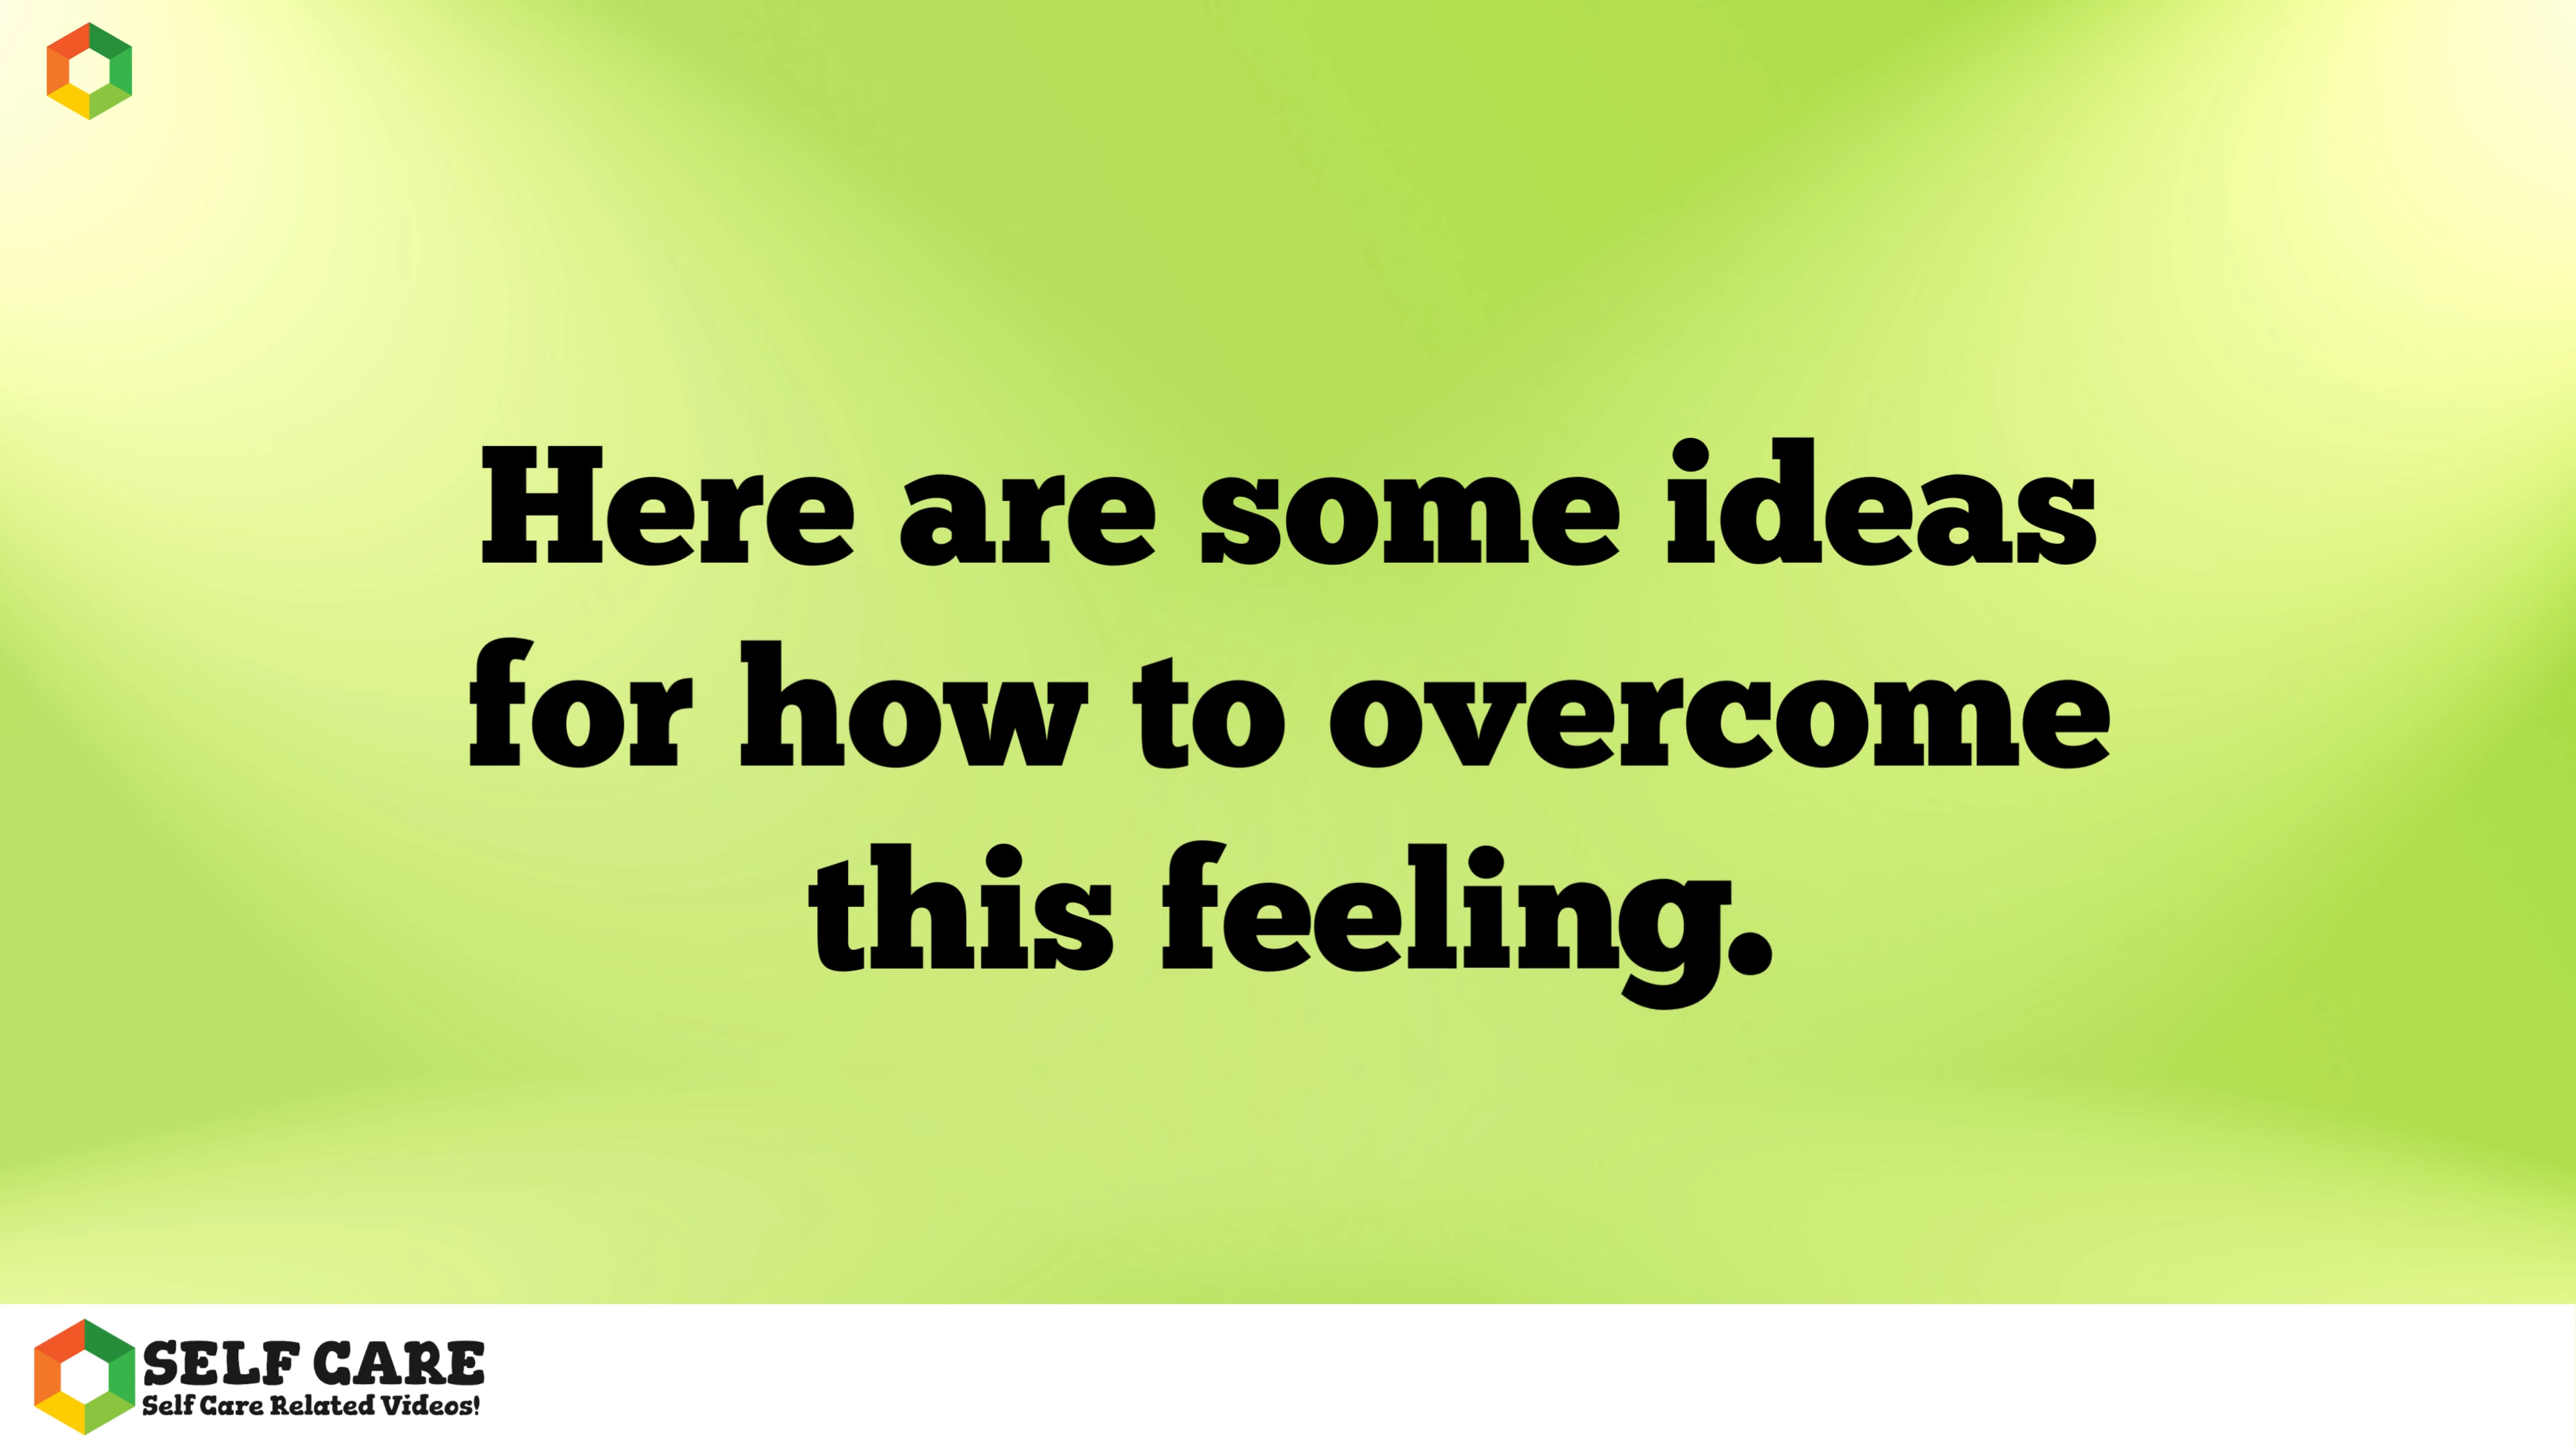 Here are some ideas
for how to overcome
this feeling.
SELF CARE
Self Care Related Videos!